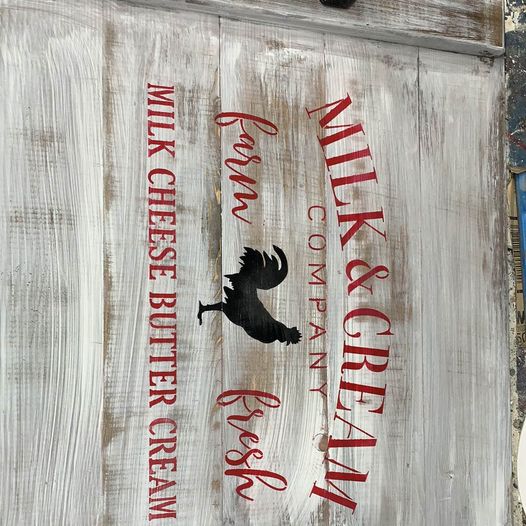 MILK & CREAM
COMPANY
farm fresh
MILK CHEESE BUTTER CREAM